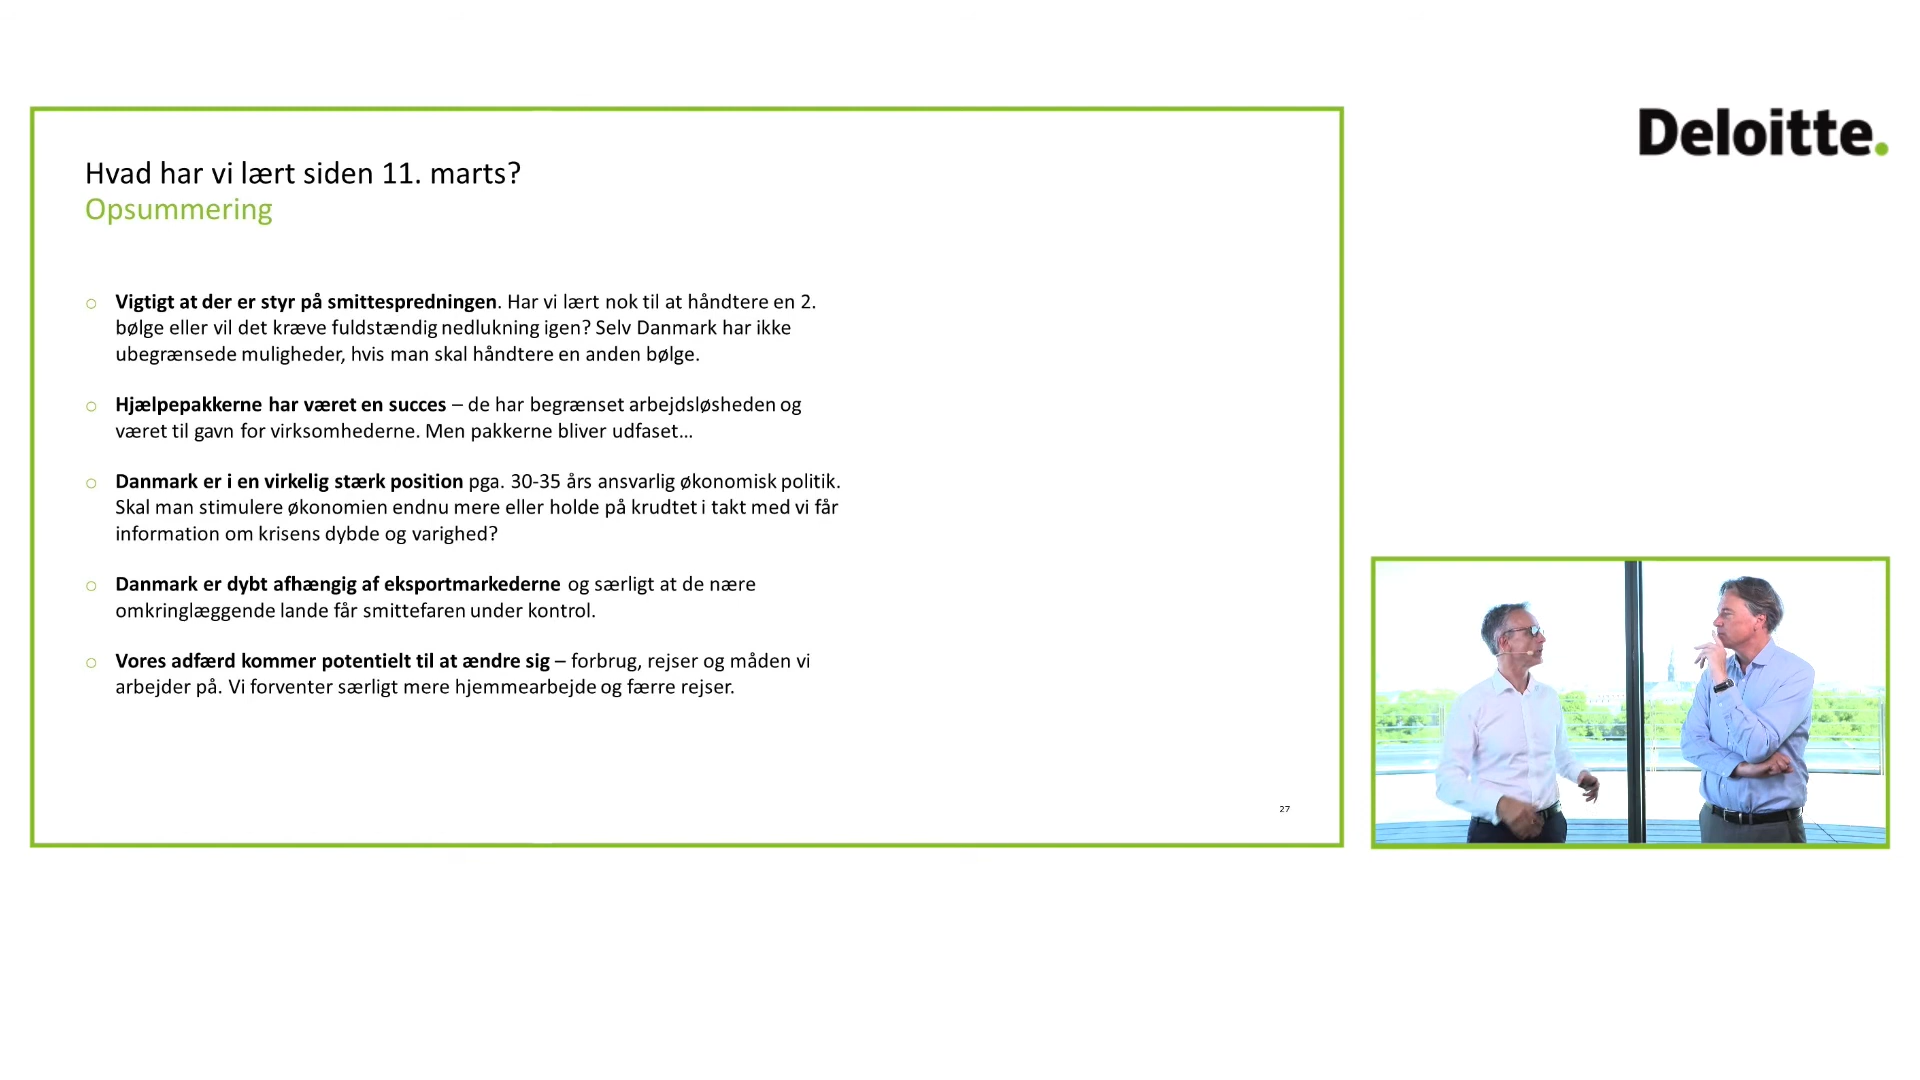 Deloitte.
Hvad har vi lært siden 11. marts?
Opsummering
Vigtigt at der er styr på smittespredningen. Har vi lært nok til at håndtere en 2.
bølge eller vil det kræve fuldstændig nedlukning igen? Selv Danmark har ikke
ubegrænsede muligheder, hvis man skal håndtere en anden bølge.
Hjælpepakkerne har været en succes – de har begrænset arbejdsløsheden og
været til gavn for virksomhederne. Men pakkerne bliver udfaset…
Danmark er i en virkelig stærk position pga. 30-35 års ansvarlig økonomisk politik.
Skal man stimulere økonomien endnu mere eller holde på krudtet i takt med vi får
information om krisens dybde og varighed?
Danmark er dybt afhængig af eksportmarkederne og særligt at de nære
omkringlæggende lande får smittefaren under kontrol.
Vores adfærd kommer potentielt til at ændre sig – forbrug, rejser og måden vi
arbejder på. Vi forventer særligt mere hjemmearbejde og færre rejser.
27